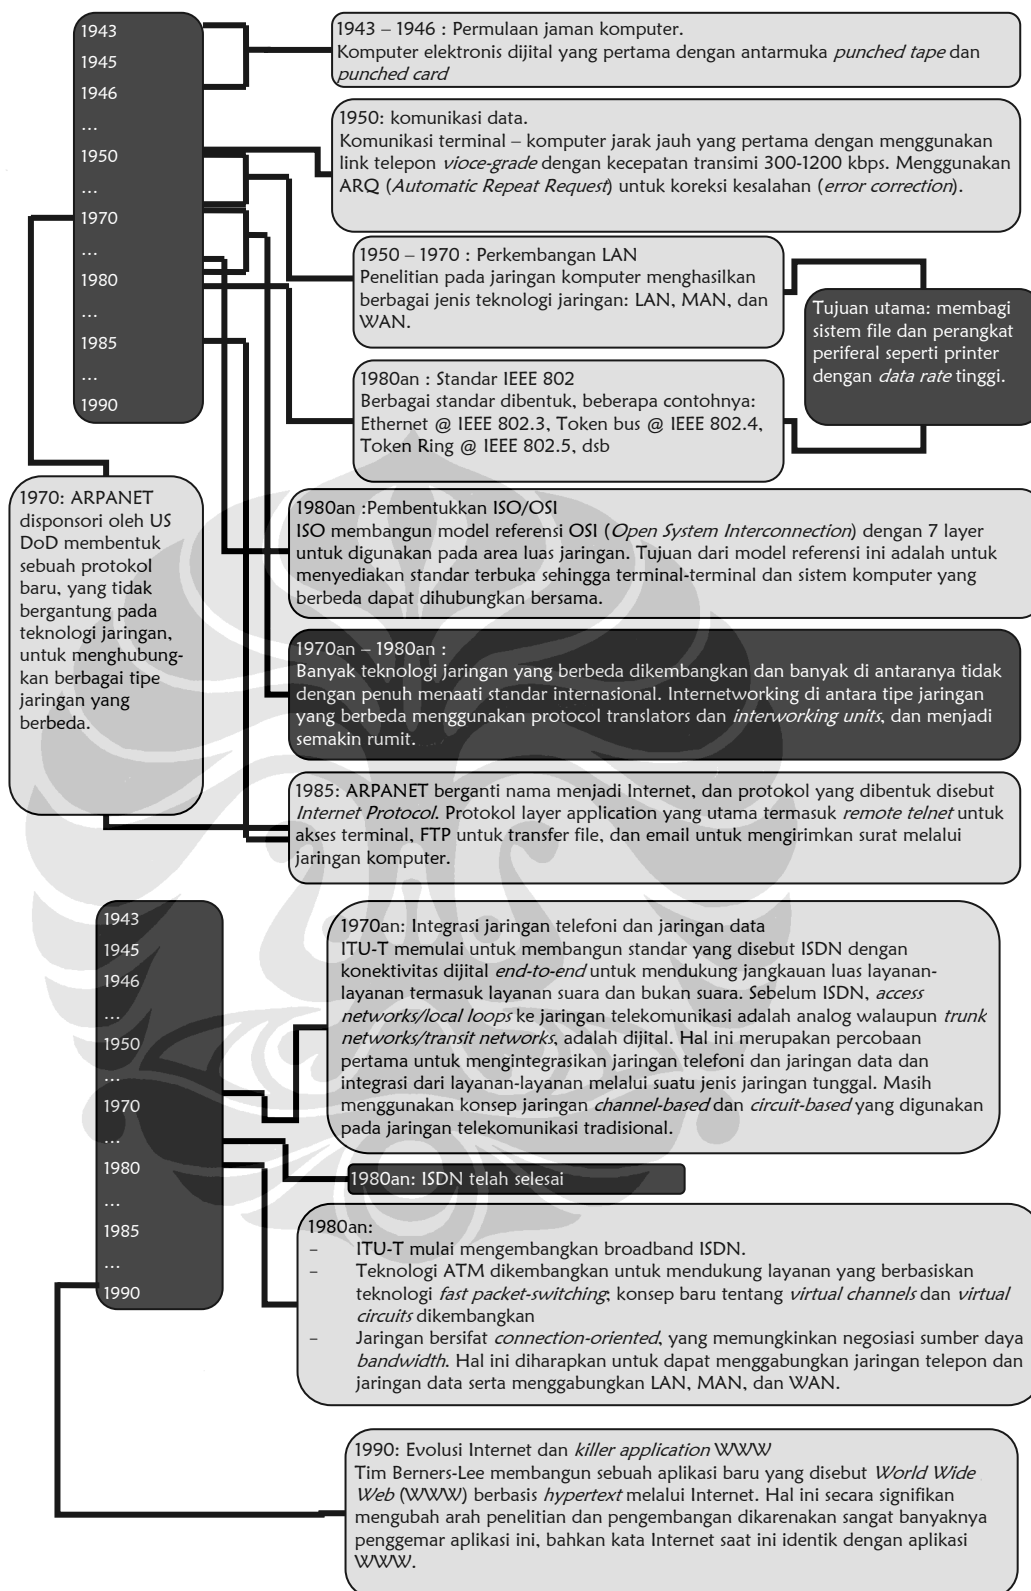 1943
1945
1946
...
1950
...
1970
...
1980
...
1985
...
1990
1943 – 1946 : Permulaan jaman komputer.
Komputer elektronis dijital yang pertama dengan antarmuka punched tape dan
punched card
1950: komunikasi data.
Komunikasi terminal – komputer jarak jauh yang pertama dengan menggunakan
link telepon vioce-grade dengan kecepatan transimi 300-1200 kbps. Menggunakan
ARQ (Automatic Repeat Request) untuk koreksi kesalahan (error correction).
1950 – 1970 : Perkembangan LAN
Penelitian pada jaringan komputer menghasilkan
berbagai jenis teknologi jaringan: LAN, MAN, dan
WAN.
Tujuan utama: membagi
sistem file dan perangkat
periferal seperti printer
dengan data rate tinggi.
1980an : Standar IEEE 802
Berbagai standar dibentuk, beberapa contohnya:
Ethernet @ IEEE 802.3, Token bus @ IEEE 802.4,
Token Ring @ IEEE 802.5, dsb
1970: ARPANET
disponsori oleh US
DoD membentuk
sebuah protokol
baru, yang tidak
bergantung pada
teknologi jaringan,
untuk menghubung-
kan berbagai tipe
jaringan yang
berbeda.
1980an :Pembentukkan ISO/OSI
ISO membangun model referensi OSI (Open System Interconnection) dengan 7 layer
untuk digunakan pada area luas jaringan. Tujuan dari model referensi ini adalah untuk
menyediakan standar terbuka sehingga terminal-terminal dan sistem komputer yang
berbeda dapat dihubungkan bersama.
1970an – 1980an :
Banyak teknologi jaringan yang berbeda dikembangkan dan banyak di antaranya tidak
dengan penuh menaati standar internasional. Internetworking di antara tipe jaringan
yang berbeda menggunakan protocol translators dan interworking units, dan menjadi
semakin rumit.
1985: ARPANET berganti nama menjadi Internet, dan protokol yang dibentuk disebut
Internet Protocol. Protokol layer application yang utama termasuk remote telnet untuk
akses terminal, FTP untuk transfer file, dan email untuk mengirimkan surat melalui
jaringan komputer.
1943
1945
1946
...
1950
...
1970
...
1980
...
1985
...
1990
1970an: Integrasi jaringan telefoni dan jaringan data
ITU-T memulai untuk membangun standar yang disebut ISDN dengan
konektivitas dijital end-to-end untuk mendukung jangkauan luas layanan-
layanan termasuk layanan suara dan bukan suara. Sebelum ISDN, access
networks/local loops ke jaringan telekomunikasi adalah analog walaupun trunk
networks/transit networks, adalah dijital. Hal ini merupakan percobaan
pertama untuk mengintegrasikan jaringan telefoni dan jaringan data dan
integrasi dari layanan-layanan melalui suatu jenis jaringan tunggal. Masih
menggunakan konsep jaringan channel-based dan circuit-based yang digunakan
pada jaringan telekomunikasi tradisional.
1980an: ISDN telah selesai
1980an:
- ITU-T mulai mengembangkan broadband ISDN.
- Teknologi ATM dikembangkan untuk mendukung layanan yang berbasiskan
teknologi fast packet-switching; konsep baru tentang virtual channels dan virtual
circuits dikembangkan
- Jaringan bersifat connection-oriented, yang memungkinkan negosiasi sumber daya
bandwidth. Hal ini diharapkan untuk dapat menggabungkan jaringan telepon dan
jaringan data serta menggabungkan LAN, MAN, dan WAN.
1990: Evolusi Internet dan killer application WWW
Tim Berners-Lee membangun sebuah aplikasi baru yang disebut World Wide
Web (WWW) berbasis hypertext melalui Internet. Hal ini secara signifikan
mengubah arah penelitian dan pengembangan dikarenakan sangat banyaknya
penggemar aplikasi ini, bahkan kata Internet saat ini identik dengan aplikasi
WWW.